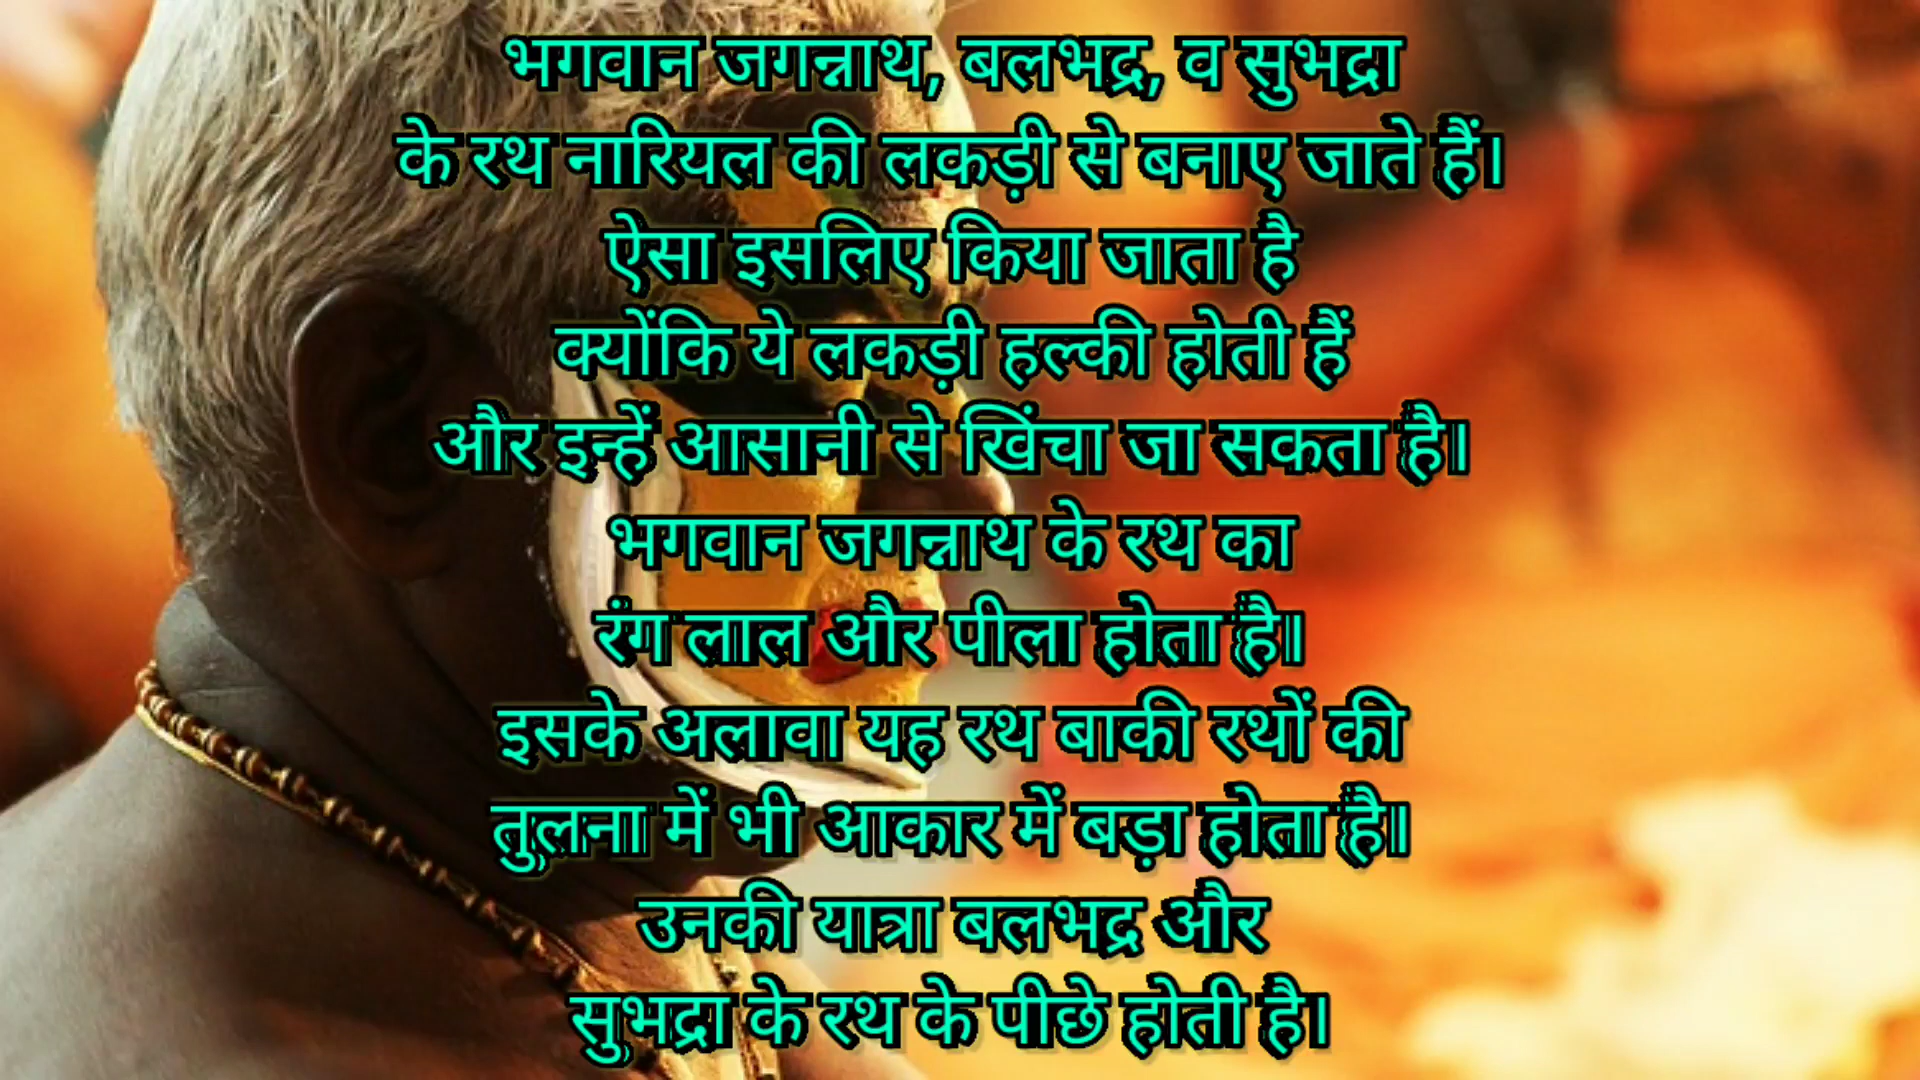 भगवान जगन्नाथ, बलभद्र, व सुभद्रा
के रथ नारियल की लकड़ी से बनाए जाते हैं।
ऐसा इसलिए किया जाता है
क्योंकि ये लकड़ी हल्की होती हैं
और इन्हें आसानी से खिंचा जा सकता है।
भगवान जगन्नाथ के रथ का
रंग लाल और पीला होता है।
इसके अलावा यह रथ बाकी रथों की
तुलना में भी आकार में बड़ा होता है।
उनकी यात्रा बलभद्र और
सुभद्रा के रथ के पीछे होती है।